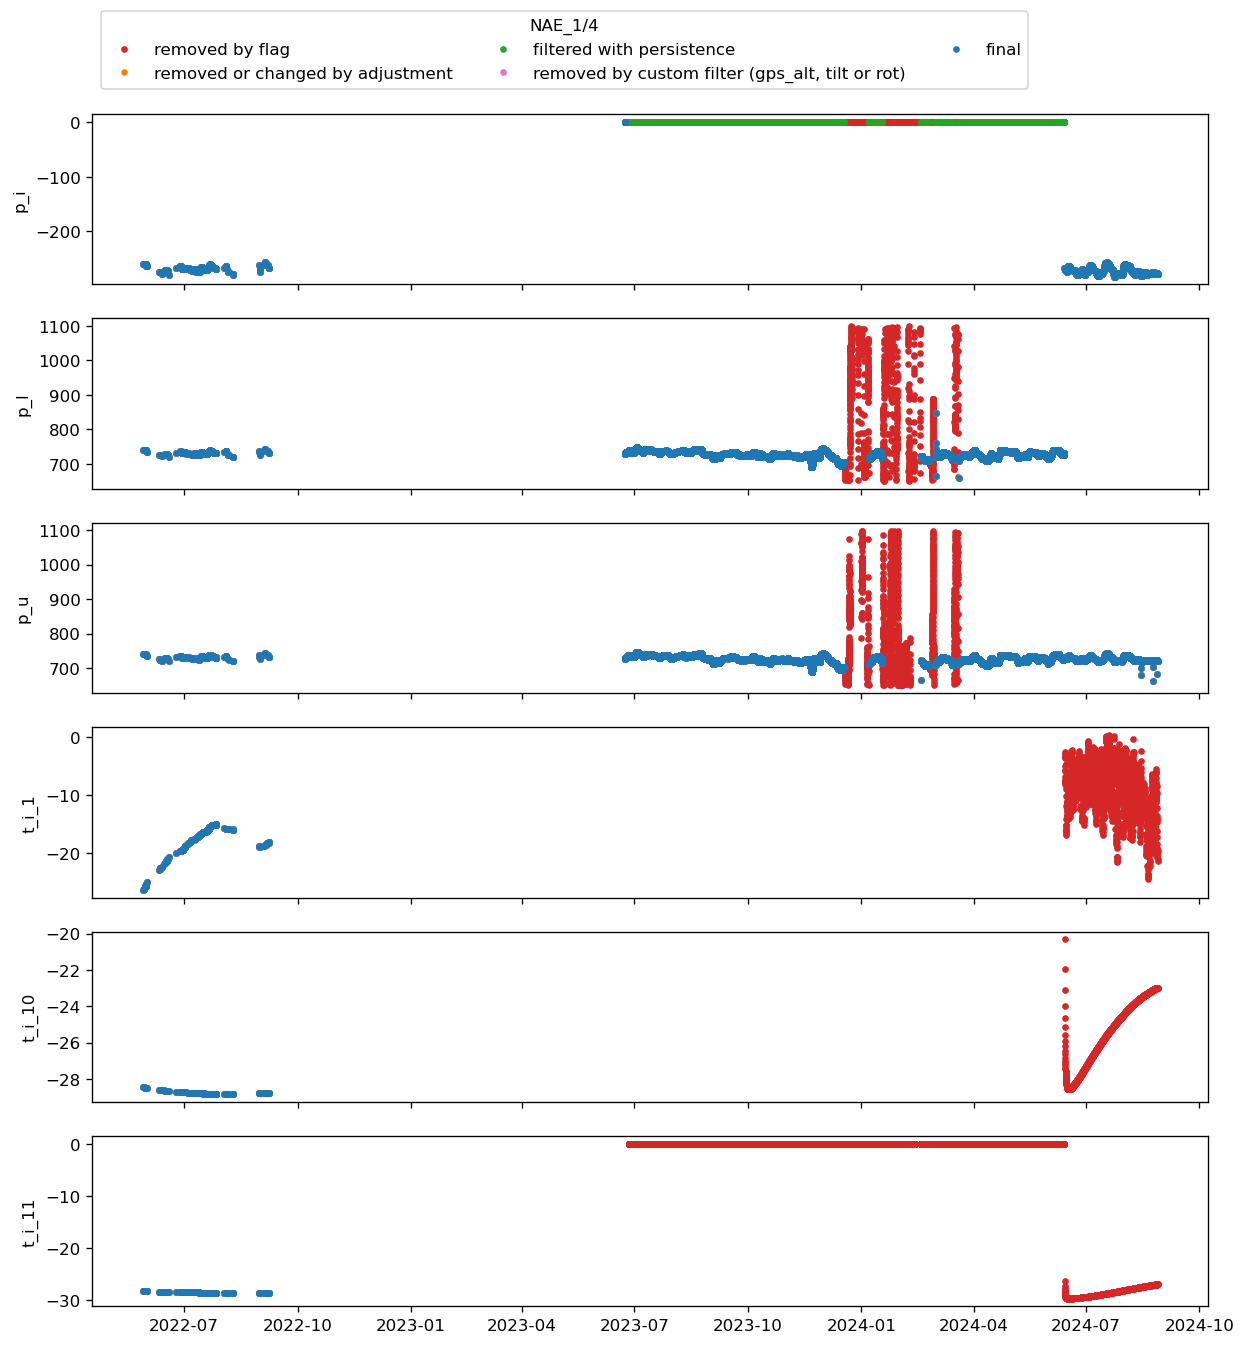 NAE_1/4
removed by flag
removed or changed by adjustment
filtered with persistence
removed by custom filter (gps_alt, tilt or rot)
final
p_i
0
−100
−200
p_l
1100
1000
900
800
700
p_u
1100
1000
900
800
700
t_i_1
0
−10
−20
t_i_10
−20
−22
−24
−26
−28
t_i_11
0
−10
−20
−30
2022-07 2022-10 2023-01 2023-04 2023-07 2023-10 2024-01 2024-04 2024-07 2024-10